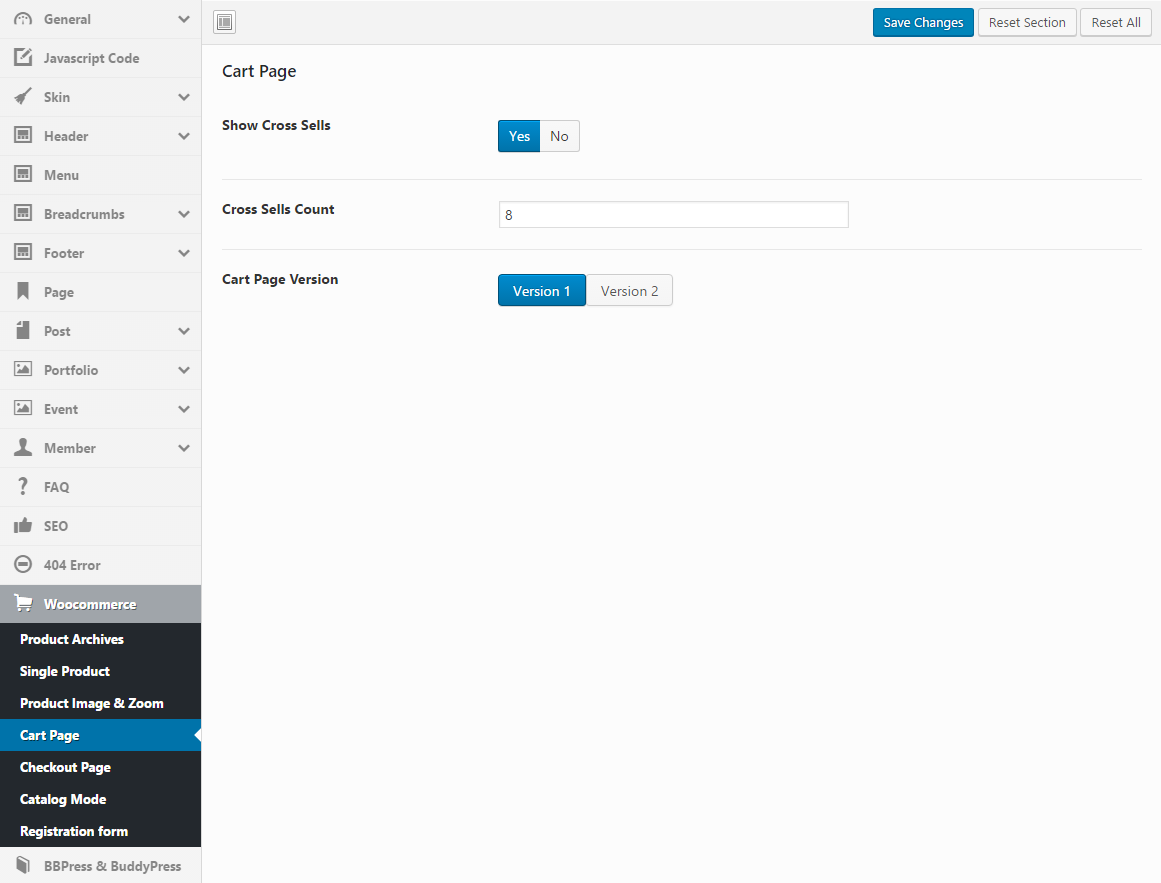 General
Javascript Code
Skin
Header
Menu
Breadcrumbs
Footer
Page
Post
Portfolio
Event
Member
FAQ
SEO
404 Error
Woocommerce
Product Archives
Single Product
Product Image & Zoom
Cart Page
Checkout Page
Catalog Mode
Registration form
BBPress & BuddyPress
Save Changes Reset Section Reset All
Cart Page
Show Cross Sells Yes No
Cross Sells Count 8
Cart Page Version Version 1 Version 2